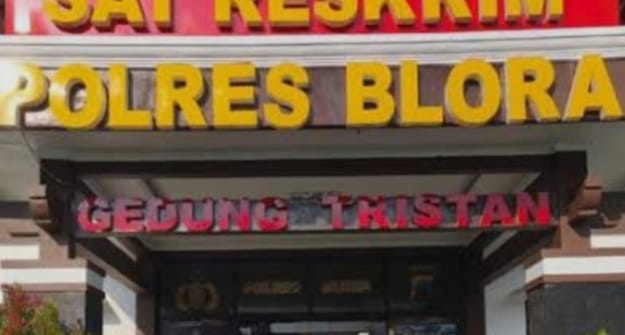 SAT RESKRIM
POLRES BLORA
GEDUNG TRISTAN